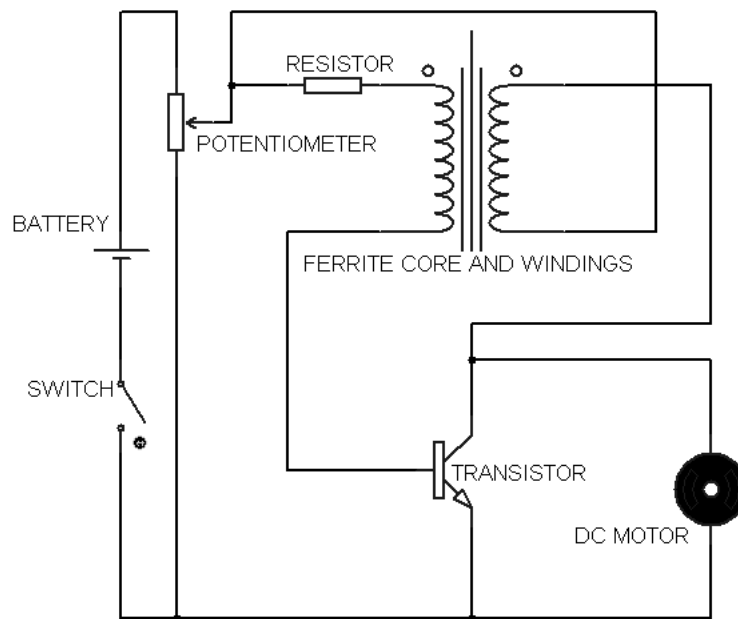 RESISTOR
POTENTIOMETER
BATTERY
FERRITE CORE AND WINDINGS
SWITCH
TRANSISTOR
DC MOTOR